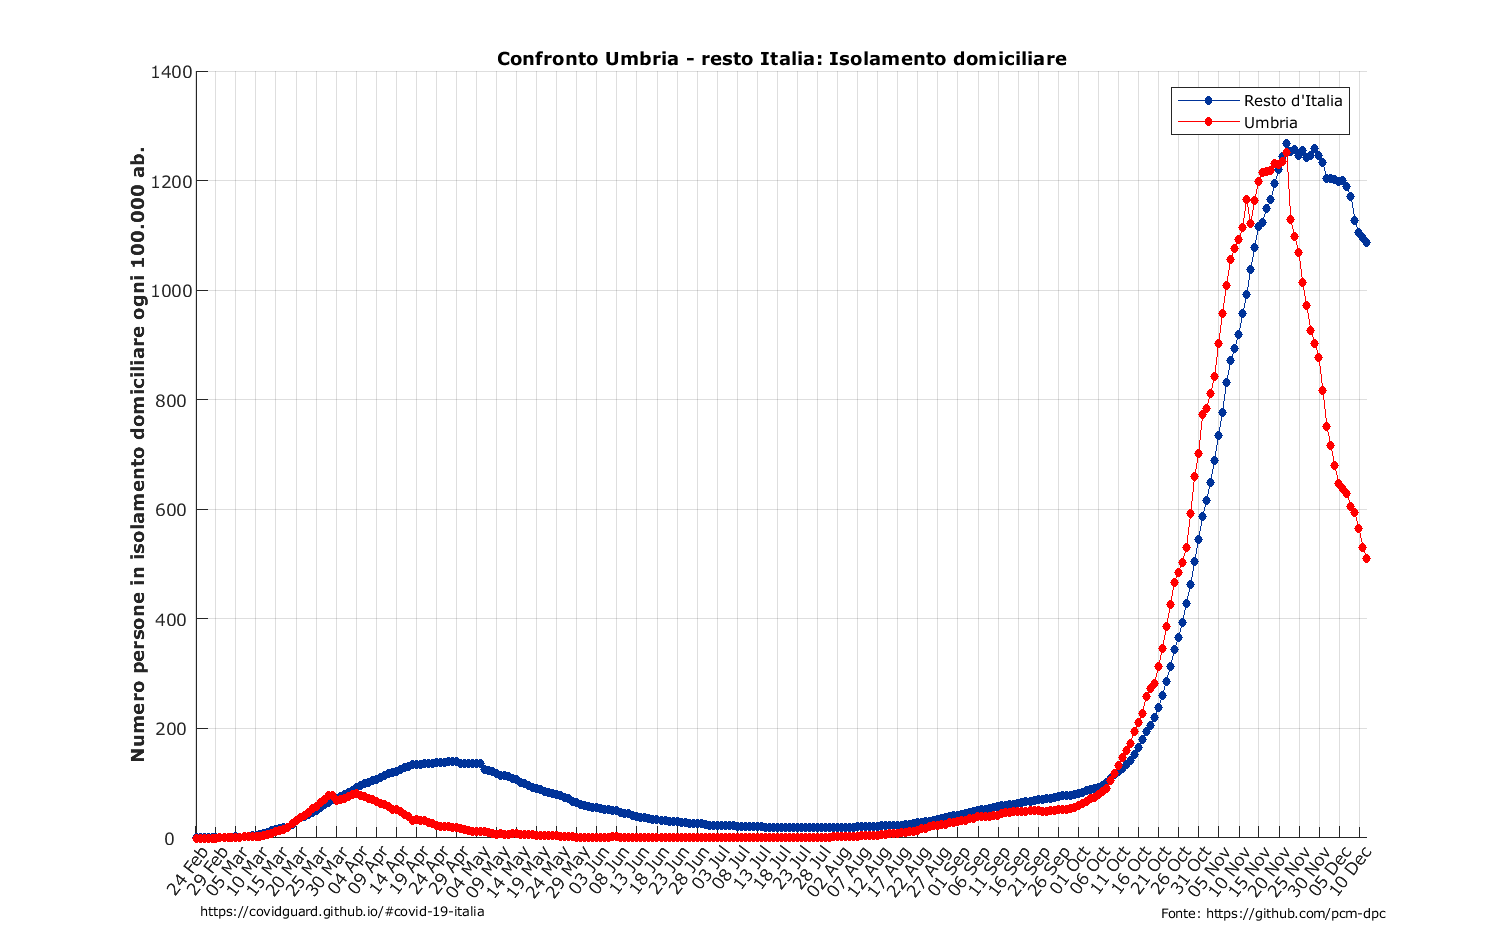 Confronto Umbria - resto Italia: Isolamento domiciliare
Numero persone in isolamento domiciliare ogni 100.000 ab.
1400
1200
1000
800
600
400
200
0
Resto d'Italia
Umbria
24 Feb
29 Feb
05 Mar
10 Mar
15 Mar
20 Mar
25 Mar
30 Mar
04 Apr
09 Apr
14 Apr
19 Apr
24 Apr
29 Apr
04 May
09 May
14 May
19 May
24 May
29 May
03 Jun
08 Jun
13 Jun
18 Jun
23 Jun
28 Jun
03 Jul
08 Jul
13 Jul
18 Jul
23 Jul
28 Jul
02 Aug
07 Aug
12 Aug
17 Aug
22 Aug
27 Aug
01 Sep
06 Sep
11 Sep
16 Sep
21 Sep
26 Sep
01 Oct
06 Oct
11 Oct
16 Oct
21 Oct
26 Oct
31 Oct
05 Nov
10 Nov
15 Nov
20 Nov
25 Nov
30 Nov
05 Dec
10 Dec
https://covidguard.github.io/#covid-19-italia
Fonte: https://github.com/pcm-dpc